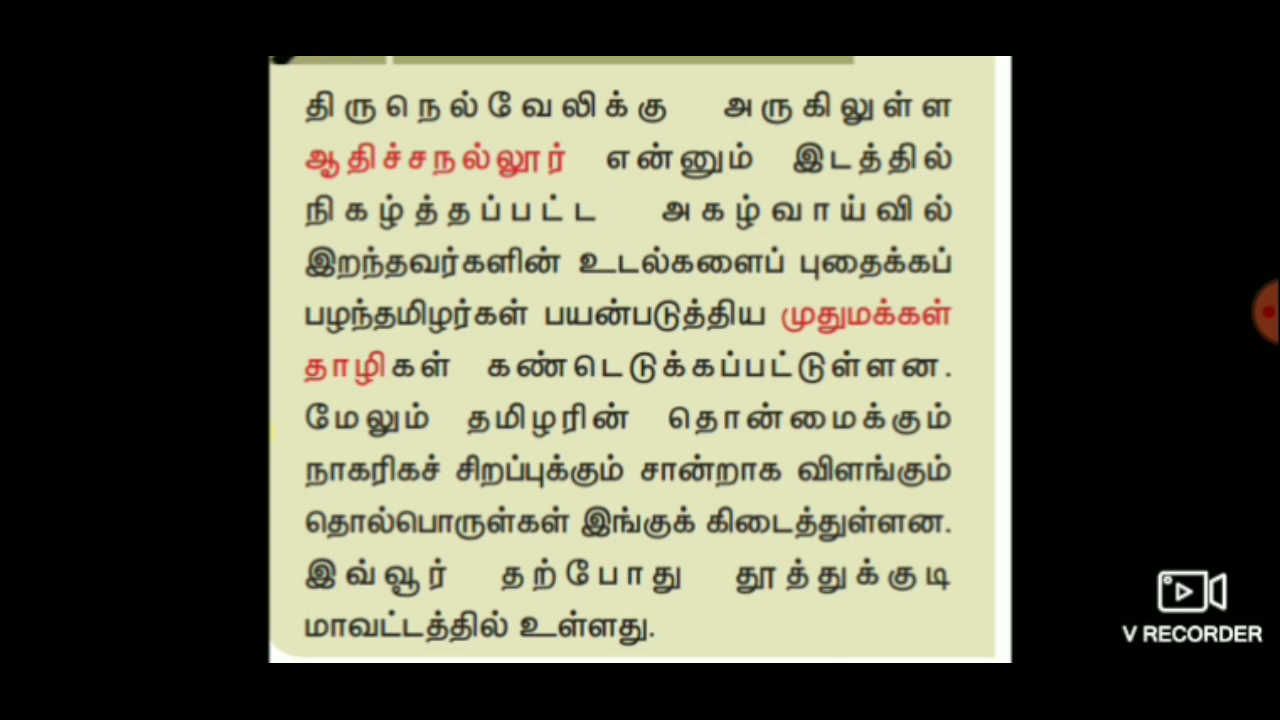 திருநெல்வேலிக்கு அருகிலுள்ள
ஆதிச்சநல்லூர் என்னும் இடத்தில்
நிகழ்த்தப்பட்ட அகழ்வாய்வில்
இறந்தவர்களின் உடல்களைப் புதைக்கப்
பழந்தமிழர்கள் பயன்படுத்திய முதுமக்கள்
தாழிகள் கண்டெடுக்கப்பட்டுள்ளன.
மேலும் தமிழரின் தொன்மைக்கும்
நாகரிகச் சிறப்புக்கும் சான்றாக விளங்கும்
தொல்பொருள்கள் இங்குக் கிடைத்துள்ளன.
இவ்வூர் தற்போது தூத்துக்குடி
மாவட்டத்தில் உள்ளது.
V RECORDER